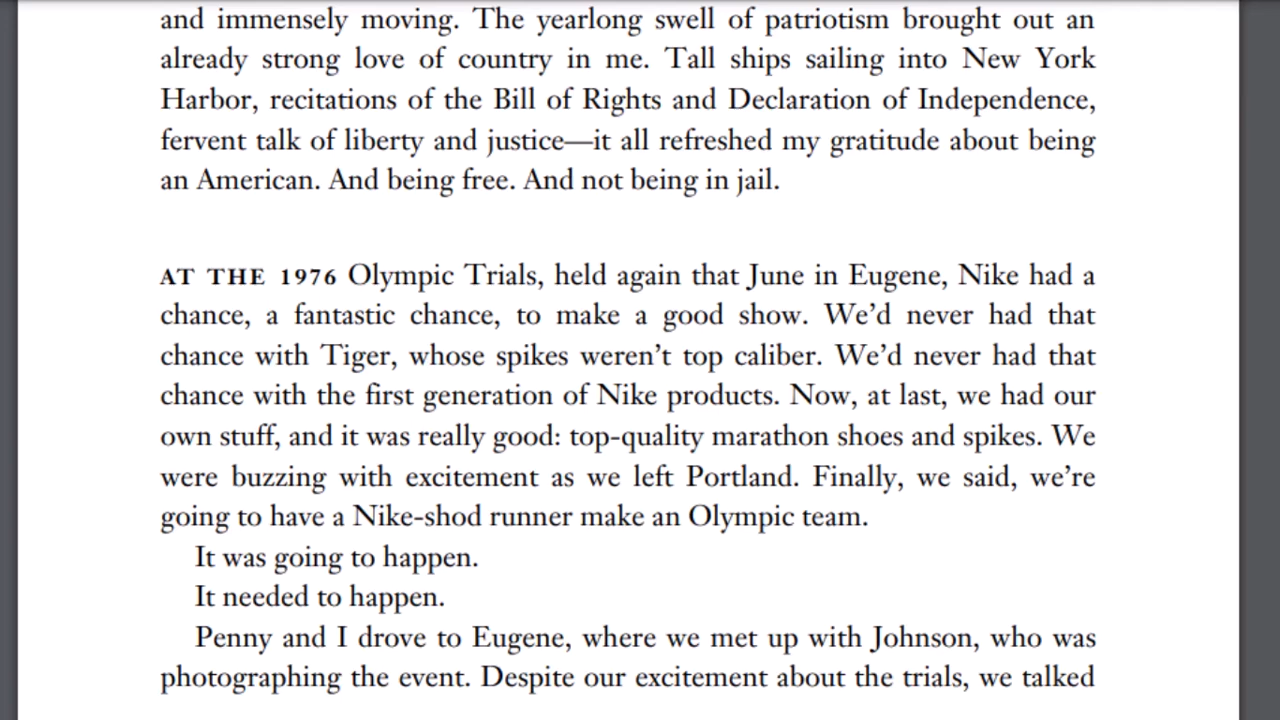 and immensely moving. The yearlong swell of patriotism brought out an
already strong love of country in me. Tall ships sailing into New York
Harbor, recitations of the Bill of Rights and Declaration of Independence,
fervent talk of liberty and justice—it all refreshed my gratitude about being
an American. And being free. And not being in jail.
AT THE 1976 Olympic Trials, held again that June in Eugene, Nike had a
chance, a fantastic chance, to make a good show. We’d never had that
chance with Tiger, whose spikes weren’t top caliber. We’d never had that
chance with the first generation of Nike products. Now, at last, we had our
own stuff, and it was really good: top-quality marathon shoes and spikes. We
were buzzing with excitement as we left Portland. Finally, we said, we’re
going to have a Nike-shod runner make an Olympic team.
It was going to happen.
It needed to happen.
Penny and I drove to Eugene, where we met up with Johnson, who was
photographing the event. Despite our excitement about the trials, we talked